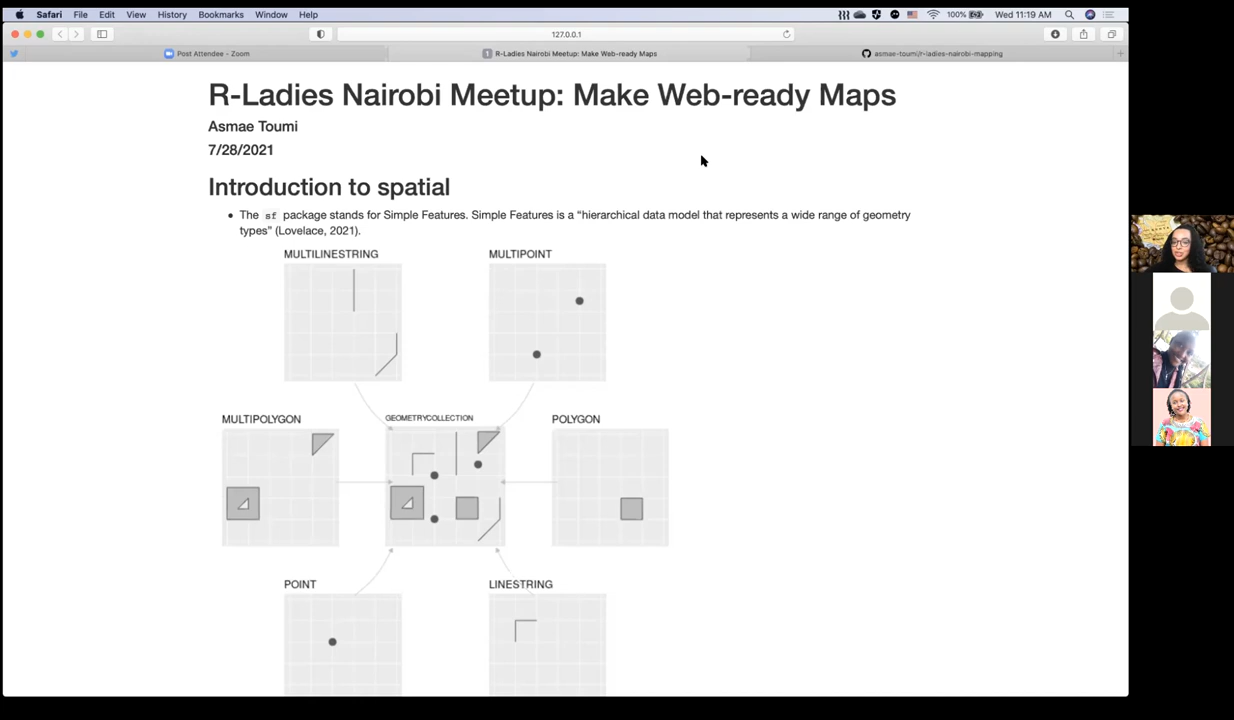 Safari File Edit View History Bookmarks Window Help 100% Wed 11:19 AM
127.0.0.1
Post Attendee - Zoom
1 R-Ladies Nairobi Meetup: Make Web-ready Maps
asmae-toumi/r-ladies-nairobi-mapping
R-Ladies Nairobi Meetup: Make Web-ready Maps
Asmae Toumi
7/28/2021
Introduction to spatial
• The sf package stands for Simple Features. Simple Features is a “hierarchical data model that represents a wide range of geometry
types” (Lovelace, 2021).
MULTILINESTRING MULTIPOINT
MULTIPOLYGON GEOMETRYCOLLECTION POLYGON
POINT LINESTRING